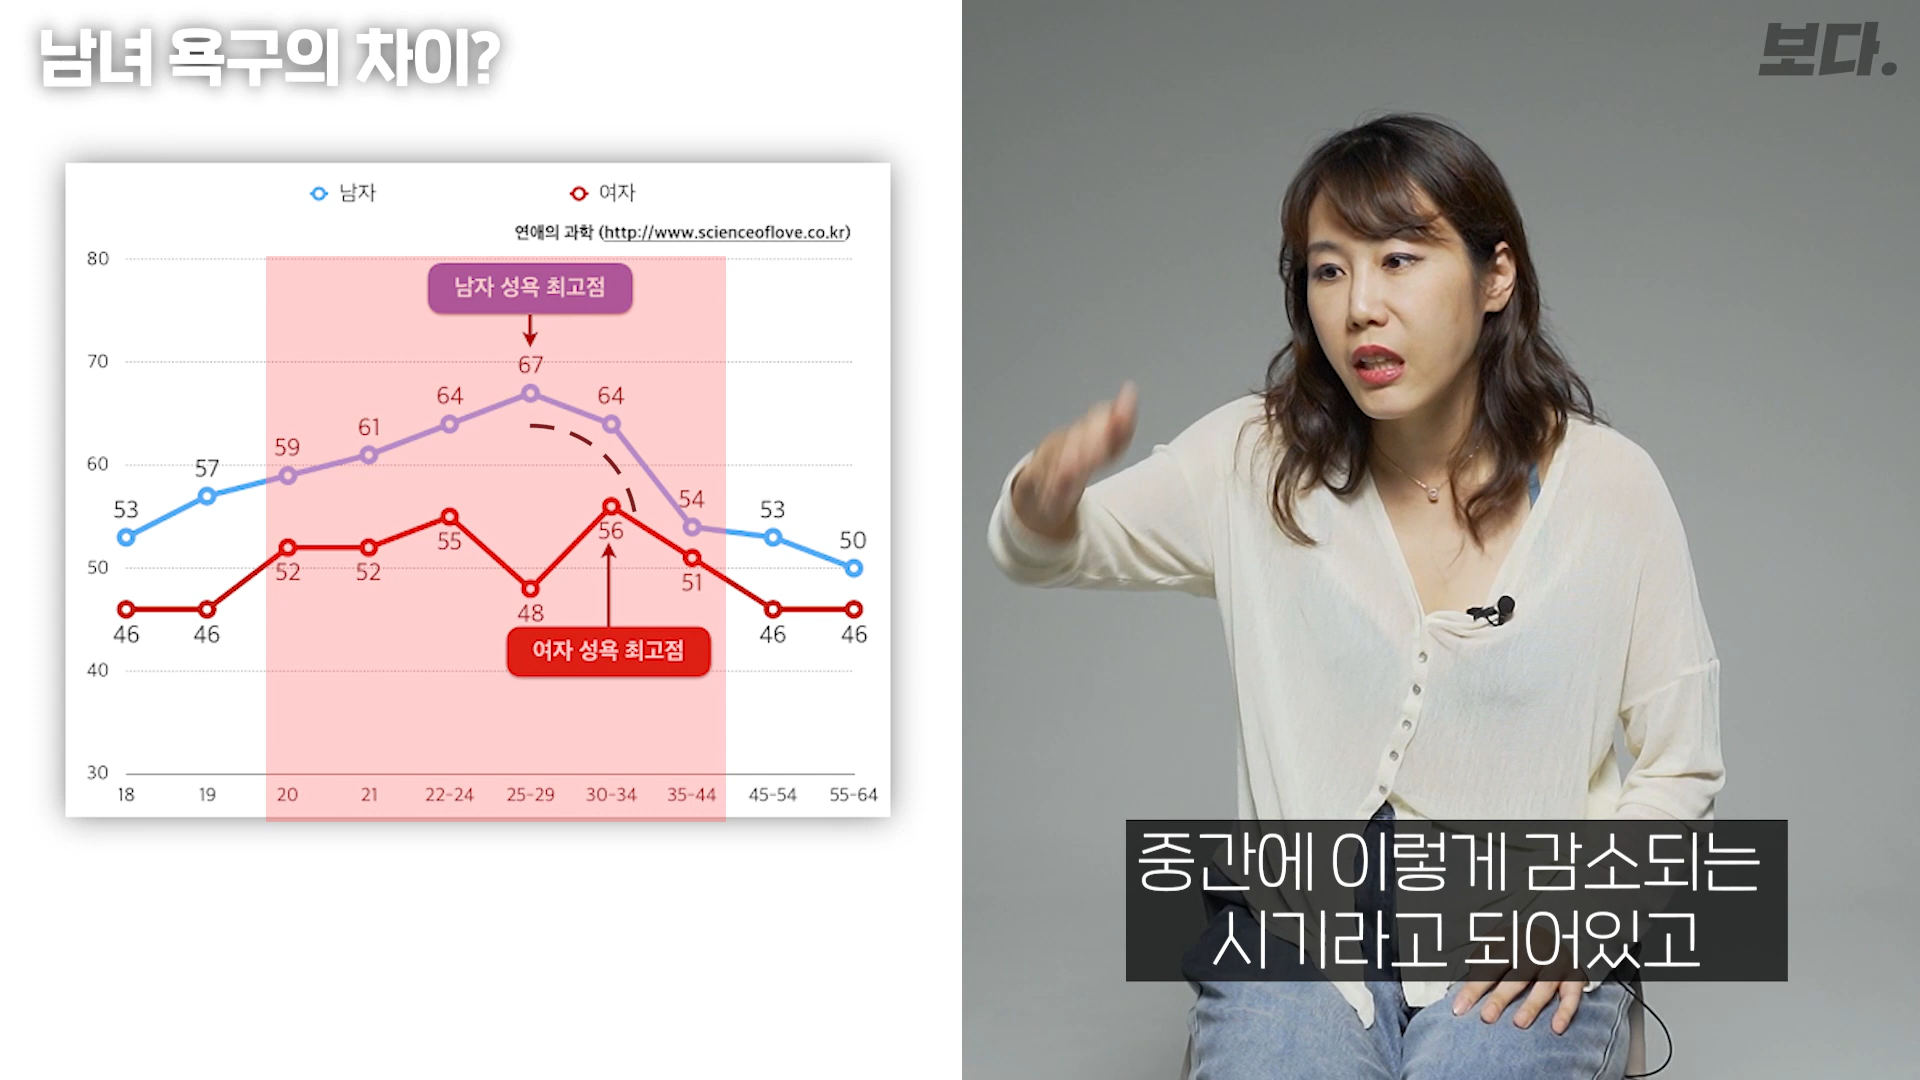 남녀 욕구의 차이?
보다.
남자 여자
연애의 과학 (http://www.scienceoflove.co.kr)
80
남자 성욕 최고점
70
67
64 64
61
59
60
57
54
53 53
50
56
55
52 52
51
50
48
46 46 46 46
여자 성욕 최고점
40
30
18 19 20 21 22-24 25-29 30-34 35-44 45-54 55-64
중간에 이렇게 감소되는
시기라고 되어있고